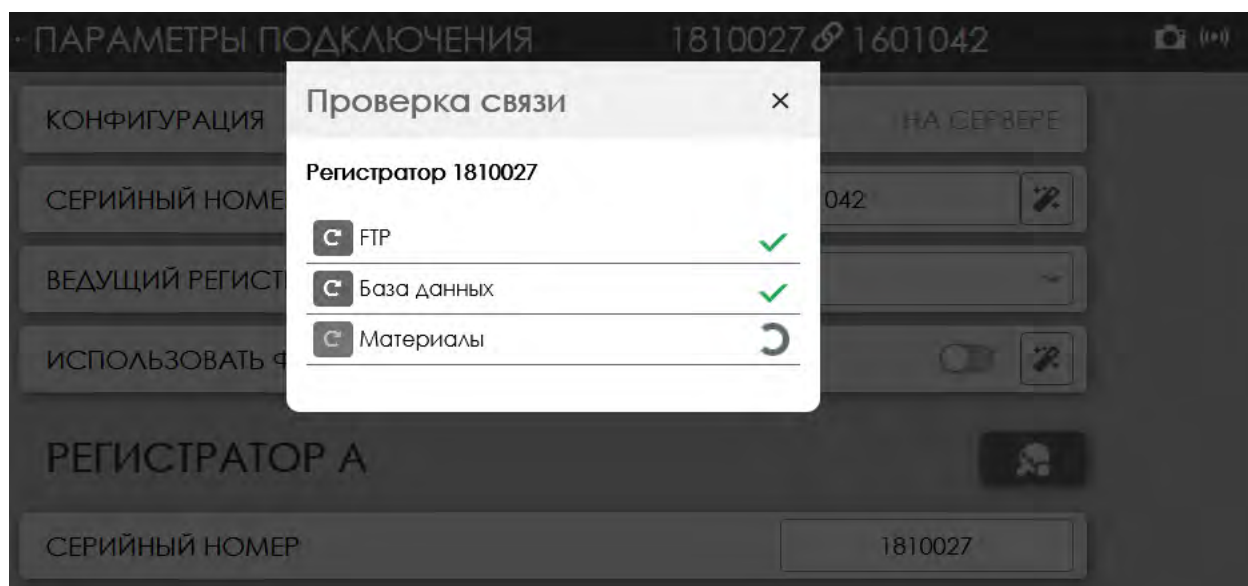 ПАРАМЕТРЫ ПОДКЛЮЧЕНИЯ 1810027 1601042
Проверка связи
КОНФИГУРАЦИЯ НА СЕРВЕРЕ
Регистратор 1810027
СЕРИЙНЫЙ НОМЕ 042
FTP
ВЕДУЩИЙ РЕГИСТ
База данных
Материалы
ИСПОЛЬЗОВАТЬ
РЕГИСТРАТОР А
СЕРИЙНЫЙ НОМЕР 1810027